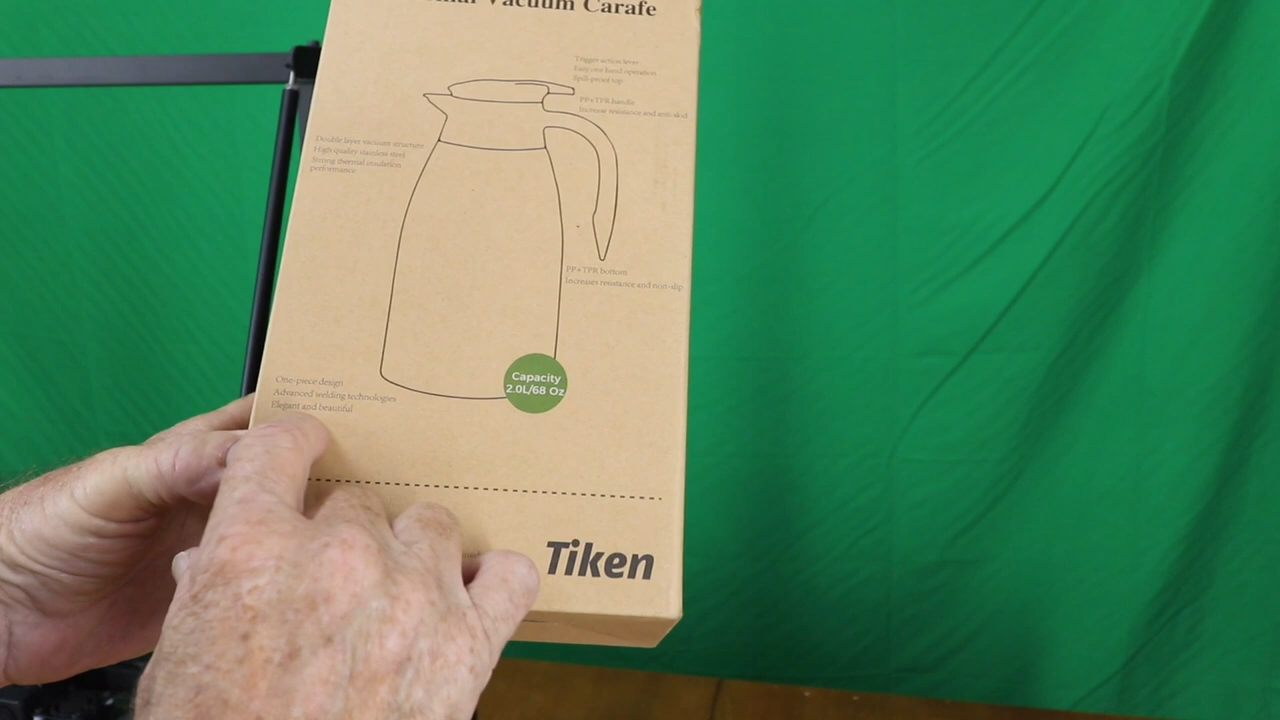 Vacuum Carafe
Trigger action lever
Easy one hand operation
Spill-proof top
PP+TPR handle
Increase resistance and anti-skid
Double layer vacuum structure
High quality stainless steel
Strong thermal insulation
performance
PP+TPR bottom
Increases resistance and non-slip
Capacity
2.0L/68 Oz
One-piece design
Advanced welding technologies
Elegant and beautiful
Tiken